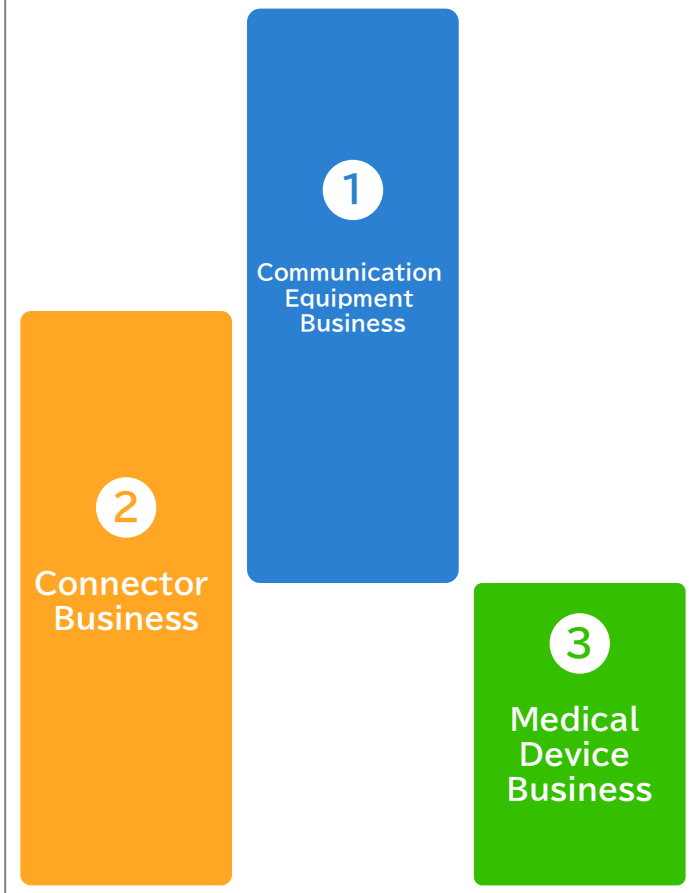 1
Communication
Equipment
Business
2
Connector
Business
3
Medical
Device
Business